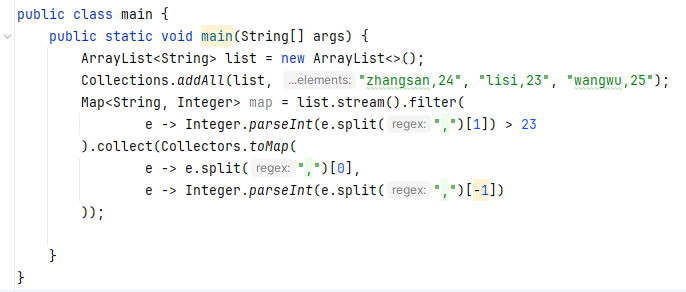 public class main {
    public static void main(String[] args) {
        ArrayList<String> list = new ArrayList<>();
        Collections.addAll(list, ...elements: "zhangsan,24", "lisi,23", "wangwu,25");
        Map<String, Integer> map = list.stream().filter(
                e -> Integer.parseInt(e.split( regex: ",")[1]) > 23
        ).collect(Collectors.toMap(
                e -> e.split( regex: ",")[0],
                e -> Integer.parseInt(e.split( regex: ",")[-1])
        ));
    }
}